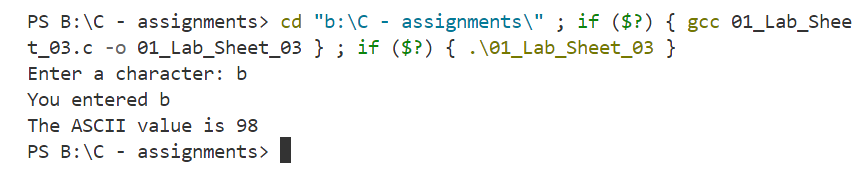 PS B:\C - assignments> cd "b:\C - assignments\" ; if ($?) { gcc 01_Lab_Shee
t_03.c -o 01_Lab_Sheet_03 } ; if ($?) { .\01_Lab_Sheet_03 }
Enter a character: b
You entered b
The ASCII value is 98
PS B:\C - assignments>